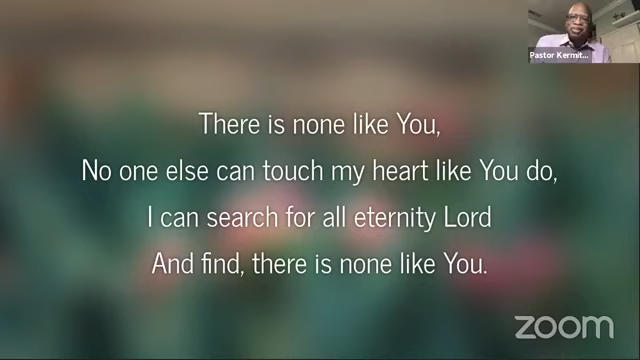 Pastor Kermit...
There is none like You,
No one else can touch my heart like You do,
I can search for all eternity Lord
And find, there is none like You.
zoom